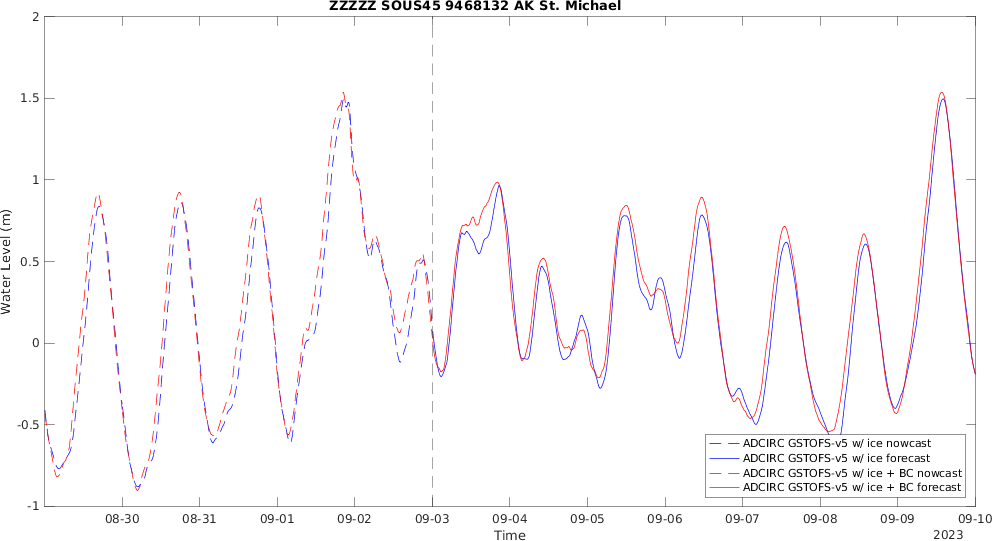 ZZZZZ SOUS45 9468132 AK St. Michael
2
1.5
1
0.5
0
-0.5
-1
Water Level (m)
08-30 08-31 09-01 09-02 09-03 09-04 09-05 09-06 09-07 09-08 09-09 09-10
Time
2023
ADCIRC GSTOFS-v5 w/ ice nowcast
ADCIRC GSTOFS-v5 w/ ice forecast
ADCIRC GSTOFS-v5 w/ ice + BC nowcast
ADCIRC GSTOFS-v5 w/ ice + BC forecast